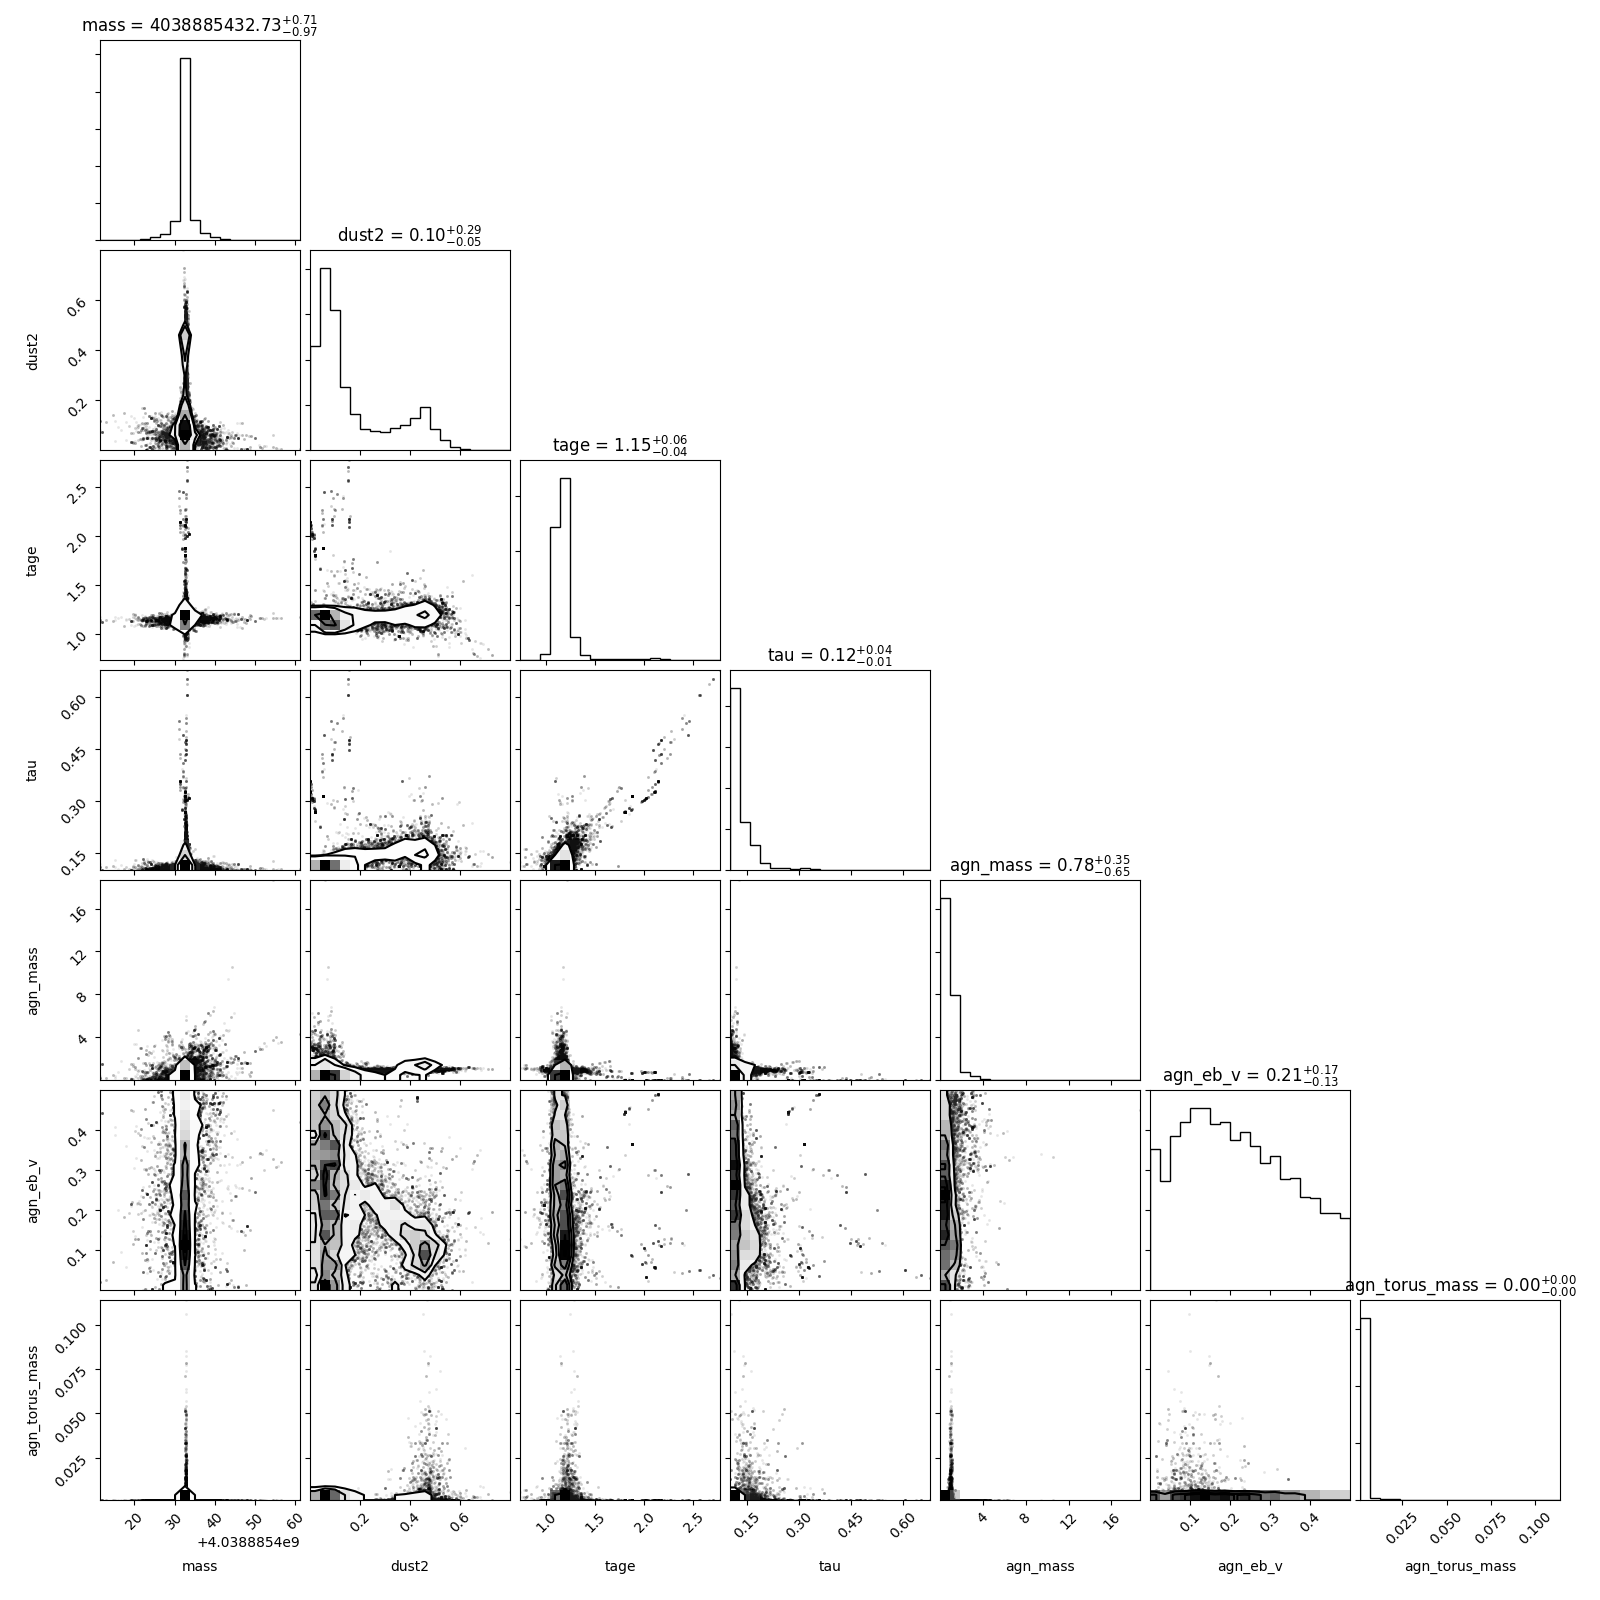 mass = 4038885432.73+0.71−0.97
dust2 = 0.10+0.29−0.05
dust2
0.6
0.4
0.2
tage = 1.15+0.06−0.04
tage
2.5
2.0
1.5
1.0
tau = 0.12+0.04−0.01
tau
0.60
0.45
0.30
0.15
agn_mass = 0.78+0.35−0.65
agn_mass
16
12
8
4
agn_eb_v = 0.21+0.17−0.13
agn_eb_v
0.4
0.3
0.2
0.1
agn_torus_mass = 0.00+0.00−0.00
agn_torus_mass
0.100
0.075
0.050
0.025
20 30 40 50 60 0.2 0.4 0.6 1.0 1.5 2.0 2.5 0.15 0.30 0.45 0.60 4 8 12 16 0.1 0.2 0.3 0.4 0.025 0.050 0.075 0.100
+4.0388854e9
mass dust2 tage tau agn_mass agn_eb_v agn_torus_mass